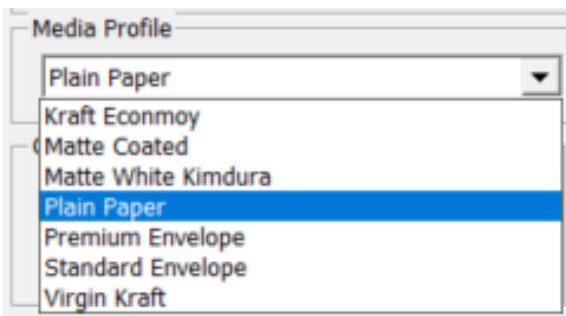 Media Profile
Plain Paper
Kraft Econmoy
Matte Coated
Matte White Kimdura
Plain Paper
Premium Envelope
Standard Envelope
Virgin Kraft